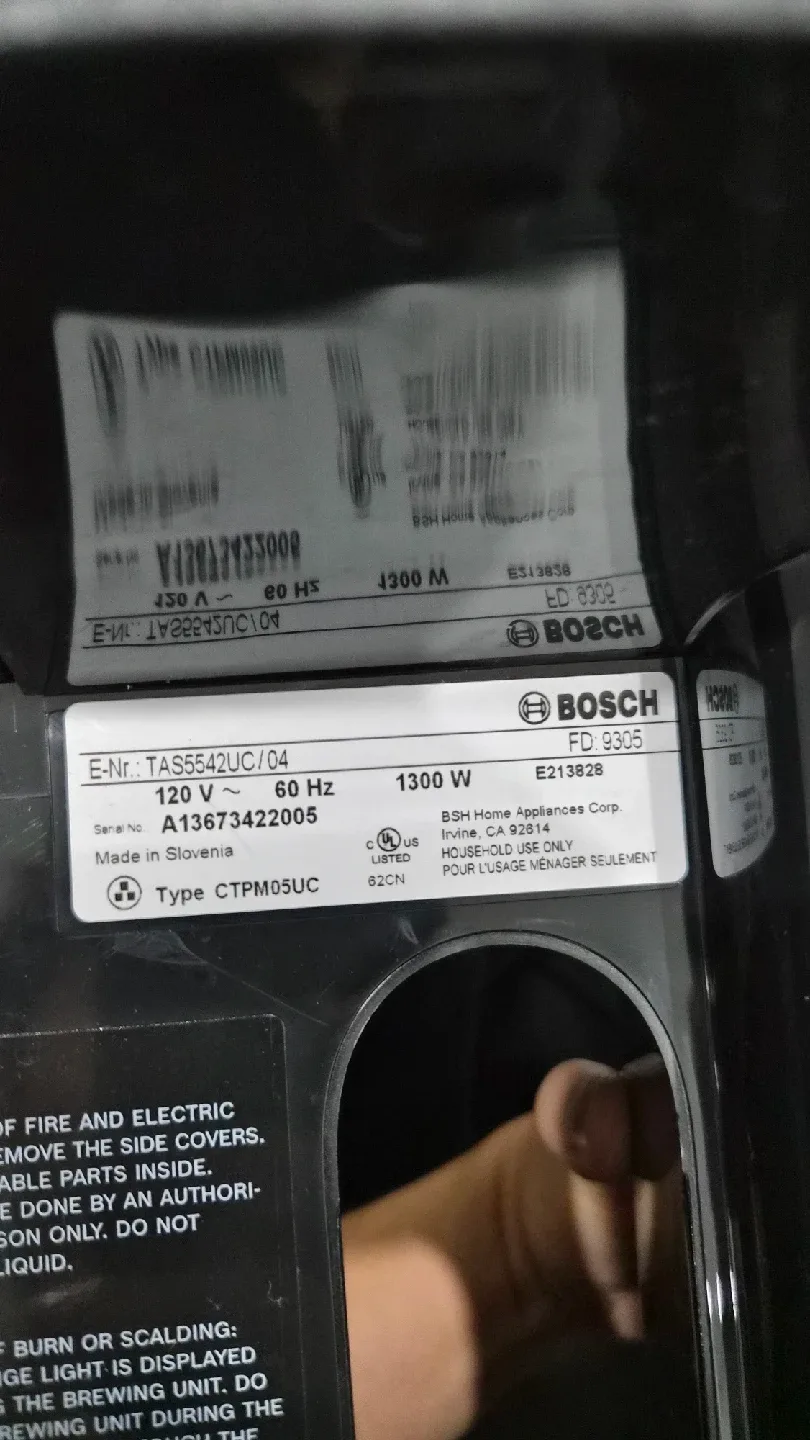 BOSCH
E-Nr.: TAS5542UC/04 FD: 9305
120 V ~ 60 Hz 1300 W E213828
Serial No. A13673422005
Made in Slovenia
Type CTPM05UC
C UL US
LISTED
62CN
BSH Home Appliances Corp.
Irvine, CA 92614
HOUSEHOLD USE ONLY
POUR L'USAGE MÉNAGER SEULEMENT
OF FIRE AND ELECTRIC
EMOVE THE SIDE COVERS.
ABLE PARTS INSIDE.
E DONE BY AN AUTHORI-
SON ONLY. DO NOT
LIQUID.
F BURN OR SCALDING:
GE LIGHT IS DISPLAYED
G THE BREWING UNIT. DO
REWING UNIT DURING THE
THE